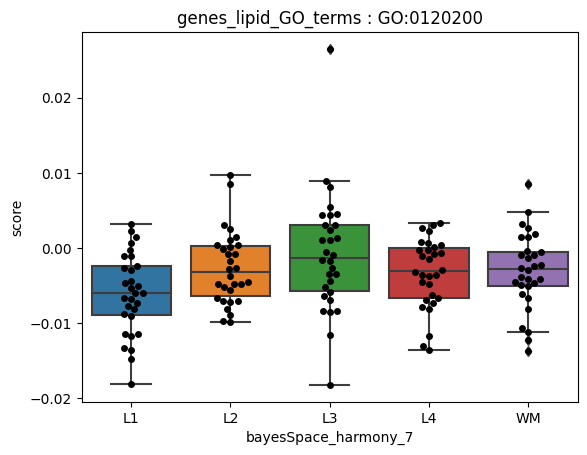 genes_lipid_GO_terms : GO:0120200
score
0.02
0.01
0.00
−0.01
−0.02
L1 L2 L3 L4 WM
bayesSpace_harmony_7